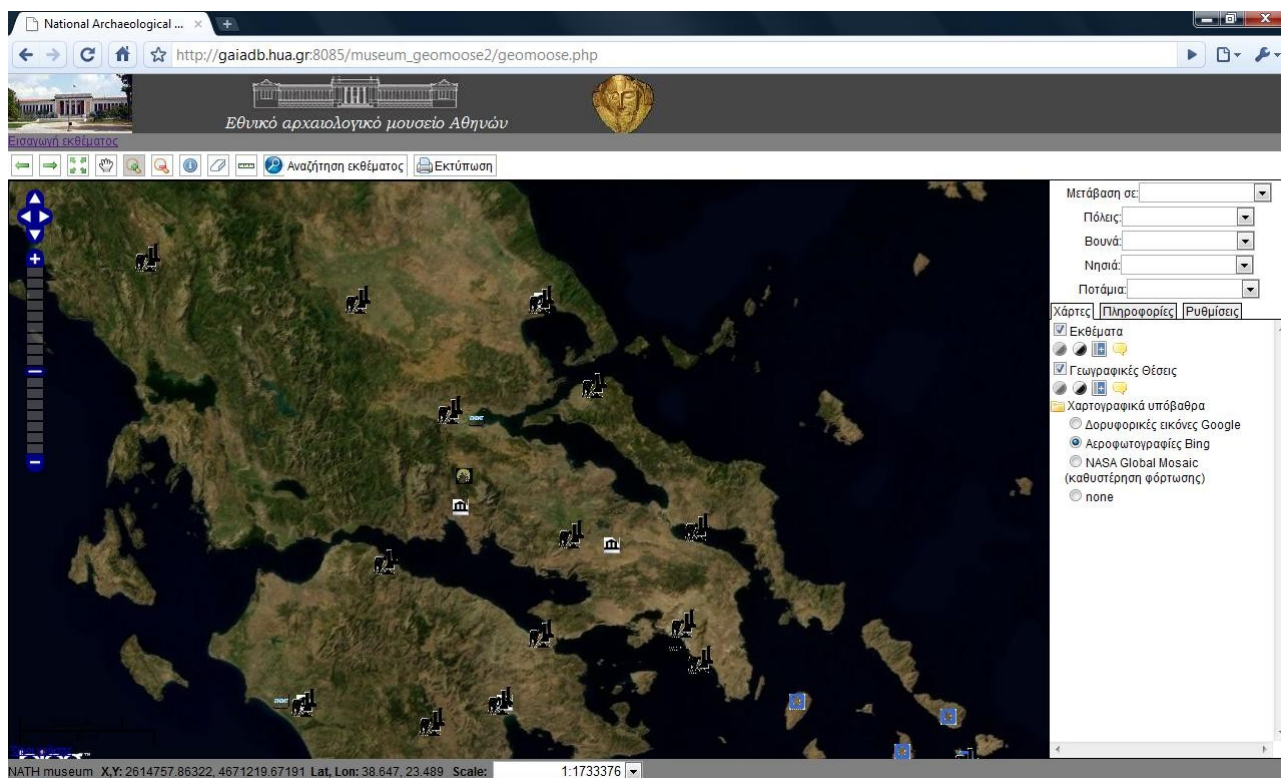 National Archaeological ...
http://gaiadb.hua.gr:8085/museum_geomoose2/geomoose.php
Εθνικό αρχαιολογικό μουσείο Αθηνών
Εισαγωγή εκθέματος
Αναζήτηση εκθέματος Εκτύπωση
Μετάβαση σε:
Πόλεις:
Βουνά:
Νησιά:
Ποτάμια:
Χάρτες Πληροφορίες Ρυθμίσεις
Εκθέματα
Γεωγραφικές Θέσεις
Χαρτογραφικά υπόβαθρα
Δορυφορικές εικόνες Google
Αεροφωτογραφίες Bing
NASA Global Mosaic
(καθυστέρηση φόρτωσης)
none
NATH museum X,Y: 2614757.86322, 4671219.67191 Lat, Lon: 38.647, 23.489 Scale: 1:1733376